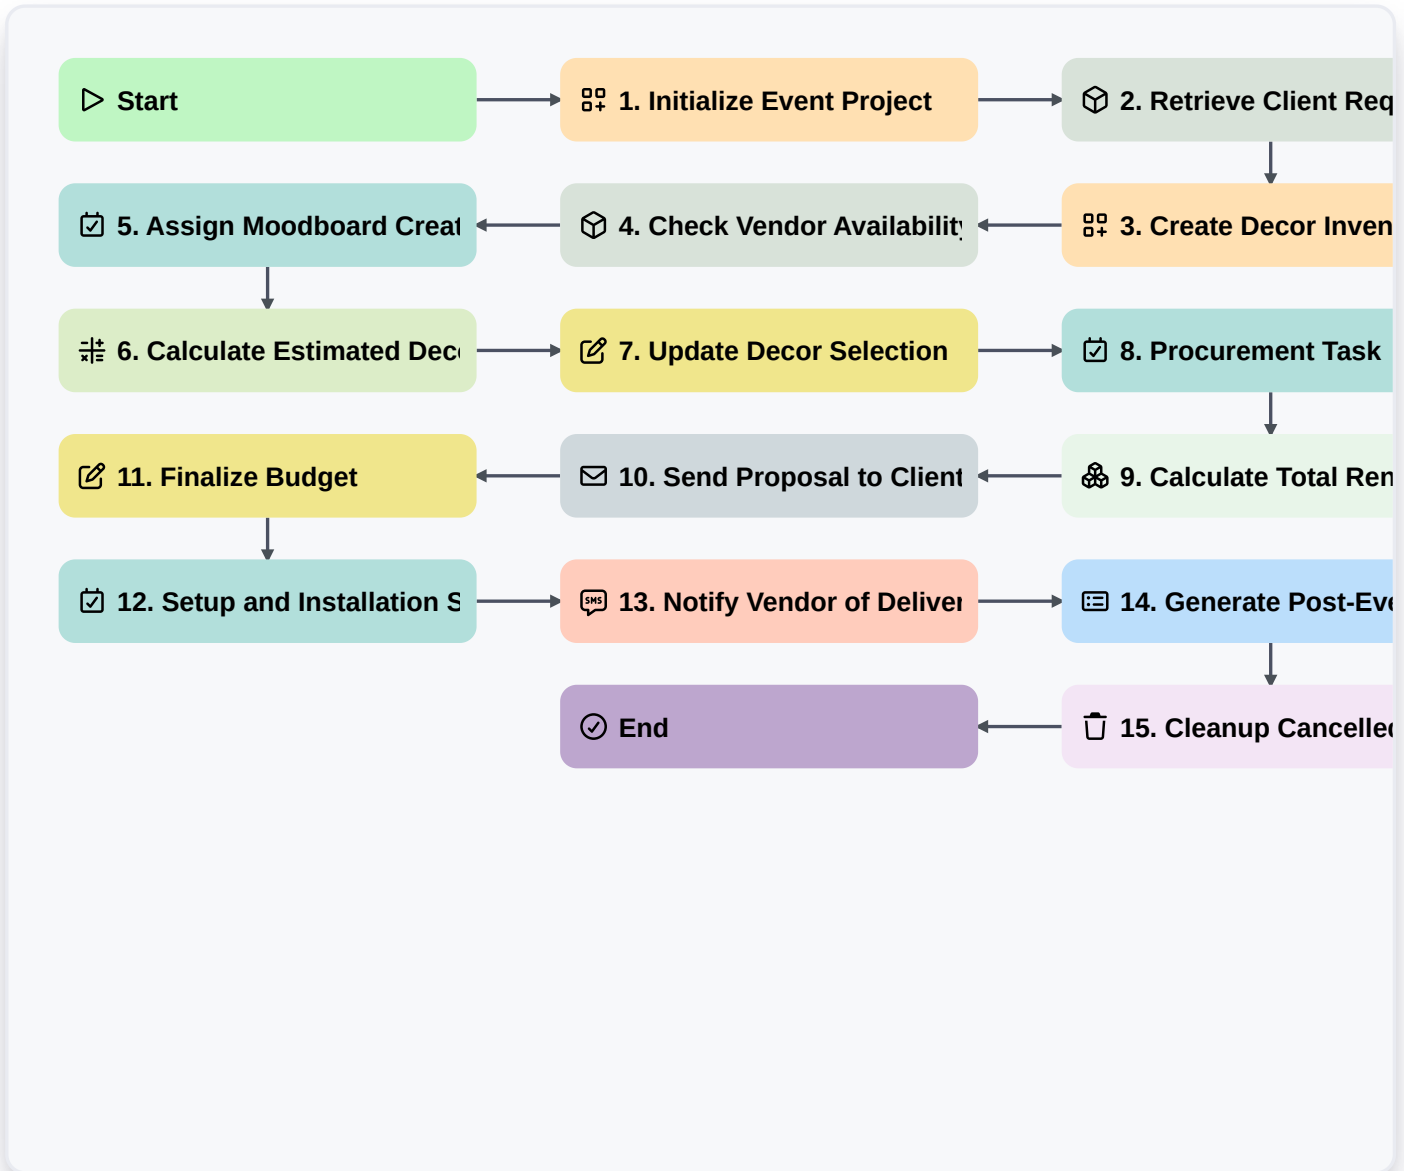 Start
1. Initialize Event Project
2. Retrieve Client Req
5. Assign Moodboard Creat
4. Check Vendor Availability
3. Create Decor Inven
6. Calculate Estimated Deco
7. Update Decor Selection
8. Procurement Task
11. Finalize Budget
10. Send Proposal to Client
9. Calculate Total Ren
12. Setup and Installation S
SMS
13. Notify Vendor of Deliver
14. Generate Post-Eve
End
15. Cleanup Cancelled